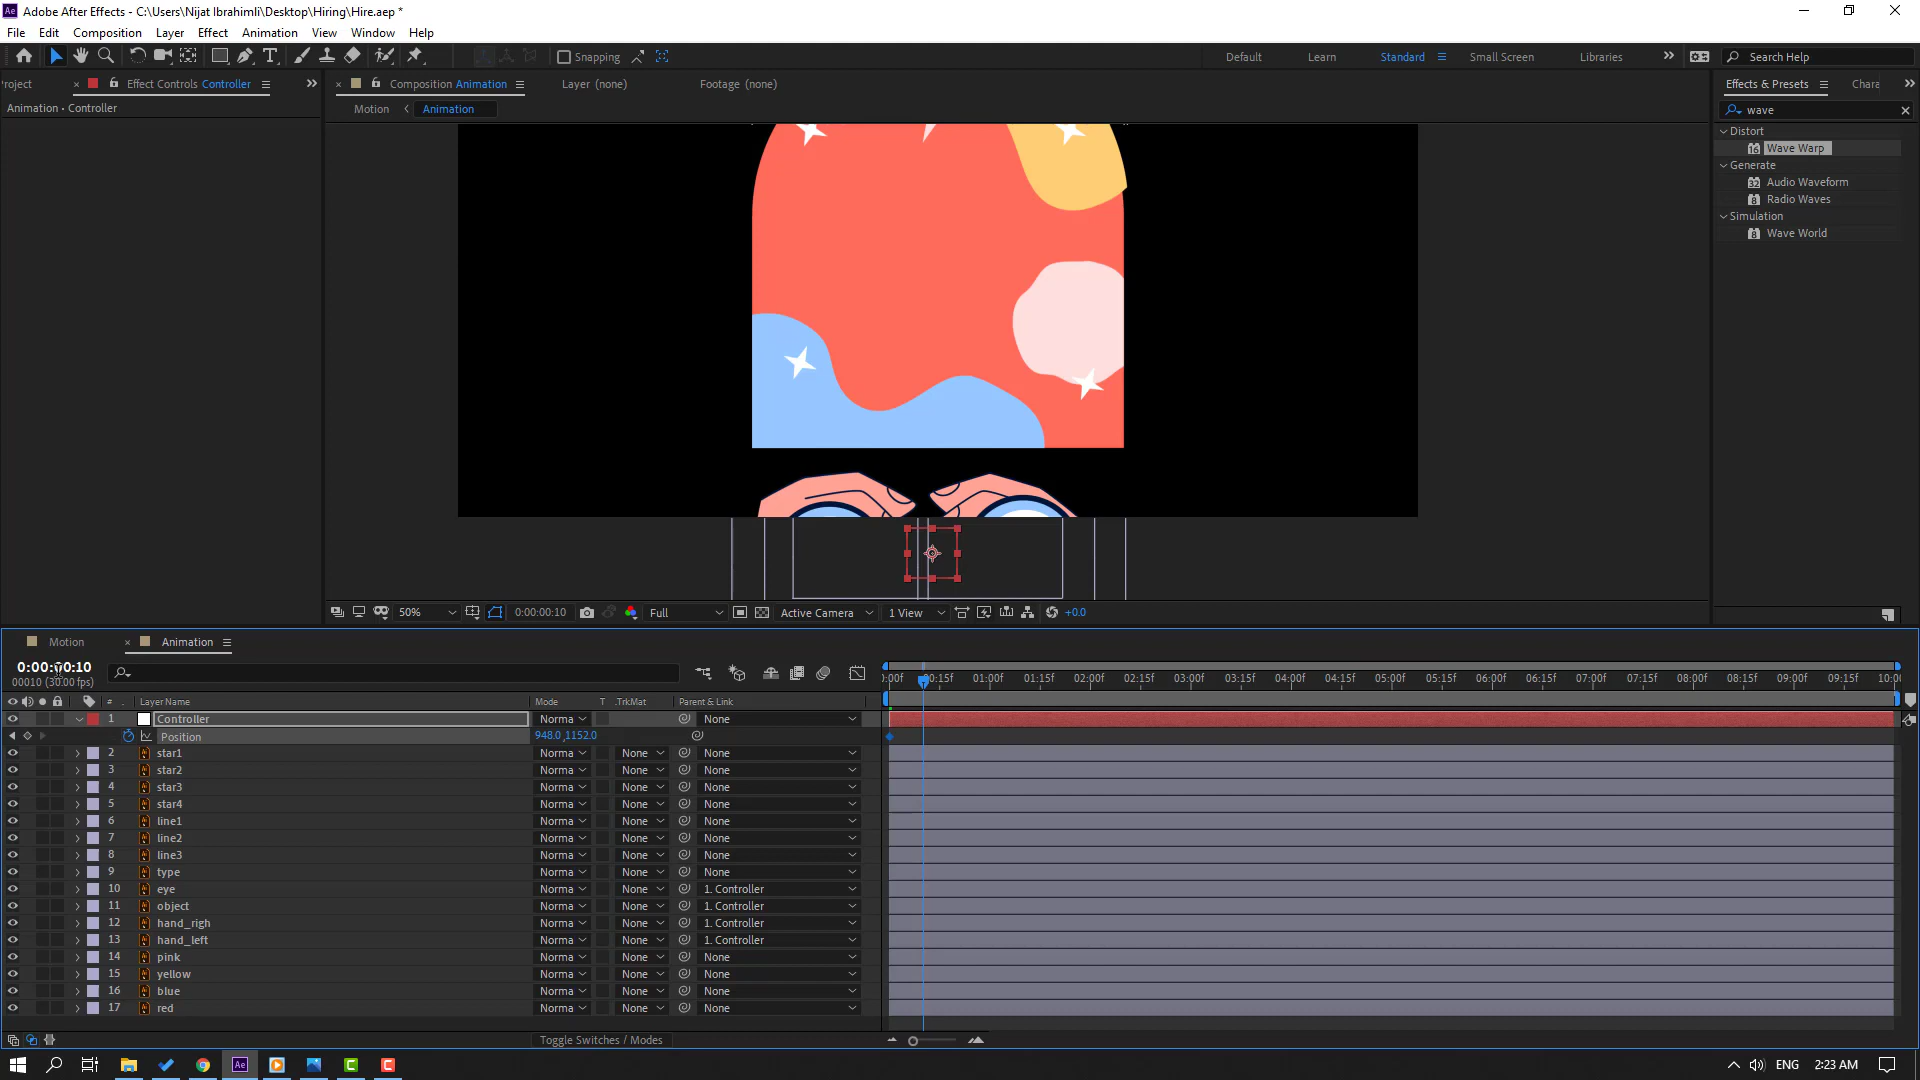 Adobe After Effects - C:\Users\Nijat Ibrahimli\Desktop\Hiring\Hire.aep *
File Edit Composition Layer Effect Animation View Window Help
Snapping Default Learn Standard Small Screen Libraries Search Help
roject Effect Controls Controller Composition Animation Layer (none) Footage (none) Effects & Presets Chara
Animation • Controller Motion Animation wave
Distort
Wave Warp
Generate
Audio Waveform
Radio Waves
Simulation
Wave World
50% 0:00:00:10 Full Active Camera 1 View +0.0
Motion Animation
0:00:00:10
00010 (30.00 fps)
:00f 00:15f 01:00f 01:15f 02:00f 02:15f 03:00f 03:15f 04:00f 04:15f 05:00f 05:15f 06:00f 06:15f 07:00f 07:15f 08:00f 08:15f 09:00f 09:15f 10:00
# . Layer Name Mode T .TrkMat Parent & Link
1 Controller Norma None
Position 948.0 ,1152.0
2 star1 Norma None None
3 star2 Norma None None
4 star3 Norma None None
5 star4 Norma None None
6 line1 Norma None None
7 line2 Norma None None
8 line3 Norma None None
9 type Norma None None
10 eye Norma None 1. Controller
11 object Norma None 1. Controller
12 hand_righ Norma None 1. Controller
13 hand_left Norma None 1. Controller
14 pink Norma None None
15 yellow Norma None None
16 blue Norma None None
17 red Norma None None
Toggle Switches / Modes
ENG 2:23 AM